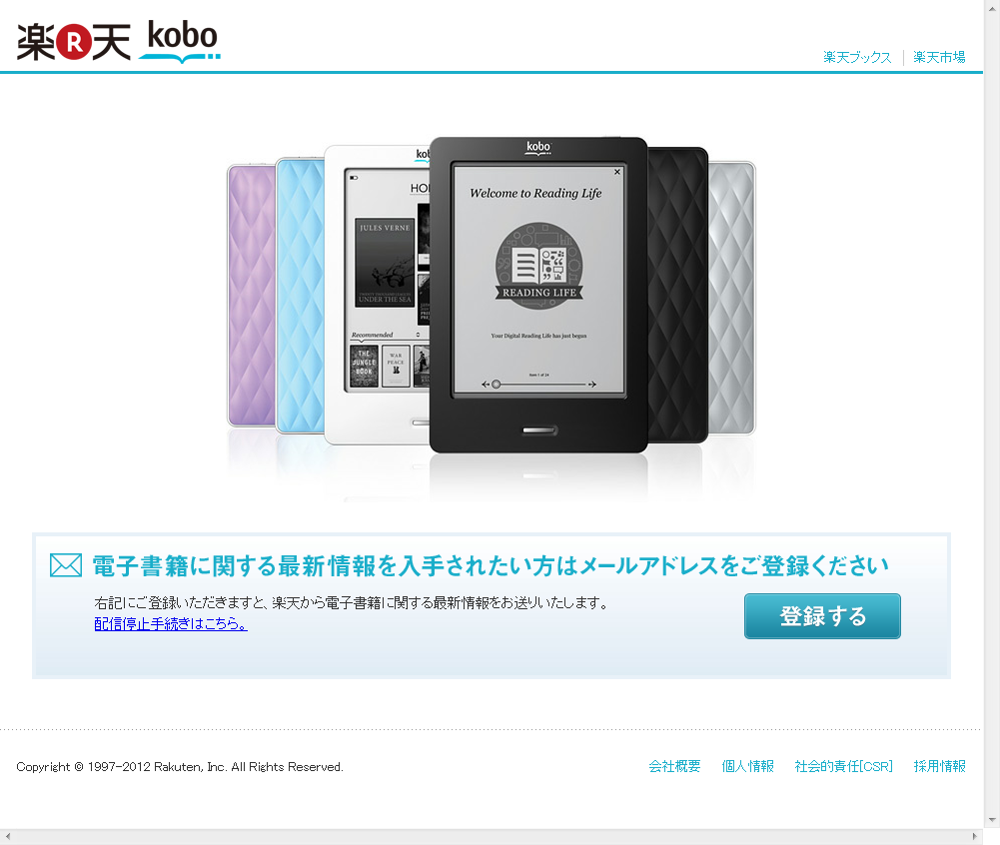 楽R天 kobo
楽天ブックス
楽天市場
kobo
Welcome to Reading Life
JULES VERNE
UNDER THE SEA
READING LIFE
Your Digital Reading Life has just begun
Recommended
THE JUNGLE BOOK
WAR
PEACE
item 1 of 24
電子書籍に関する最新情報を入手されたい方はメールアドレスをご登録ください
右記にご登録いただきますと、楽天から電子書籍に関する最新情報をお送りいたします。
登録する
配信停止手続きはこちら。
Copyright © 1997-2012 Rakuten, Inc. All Rights Reserved.
会社概要
個人情報
社会的責任[CSR]
採用情報